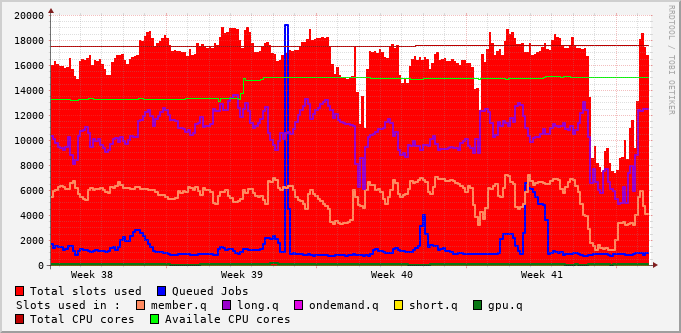 20000
18000
16000
14000
12000
10000
8000
6000
4000
2000
0
Week 38 Week 39 Week 40 Week 41
Total slots used Queued Jobs
Slots used in : member.q long.q ondemand.q short.q gpu.q
Total CPU cores Availale CPU cores
RRDTOOL / TOBI OETIKER